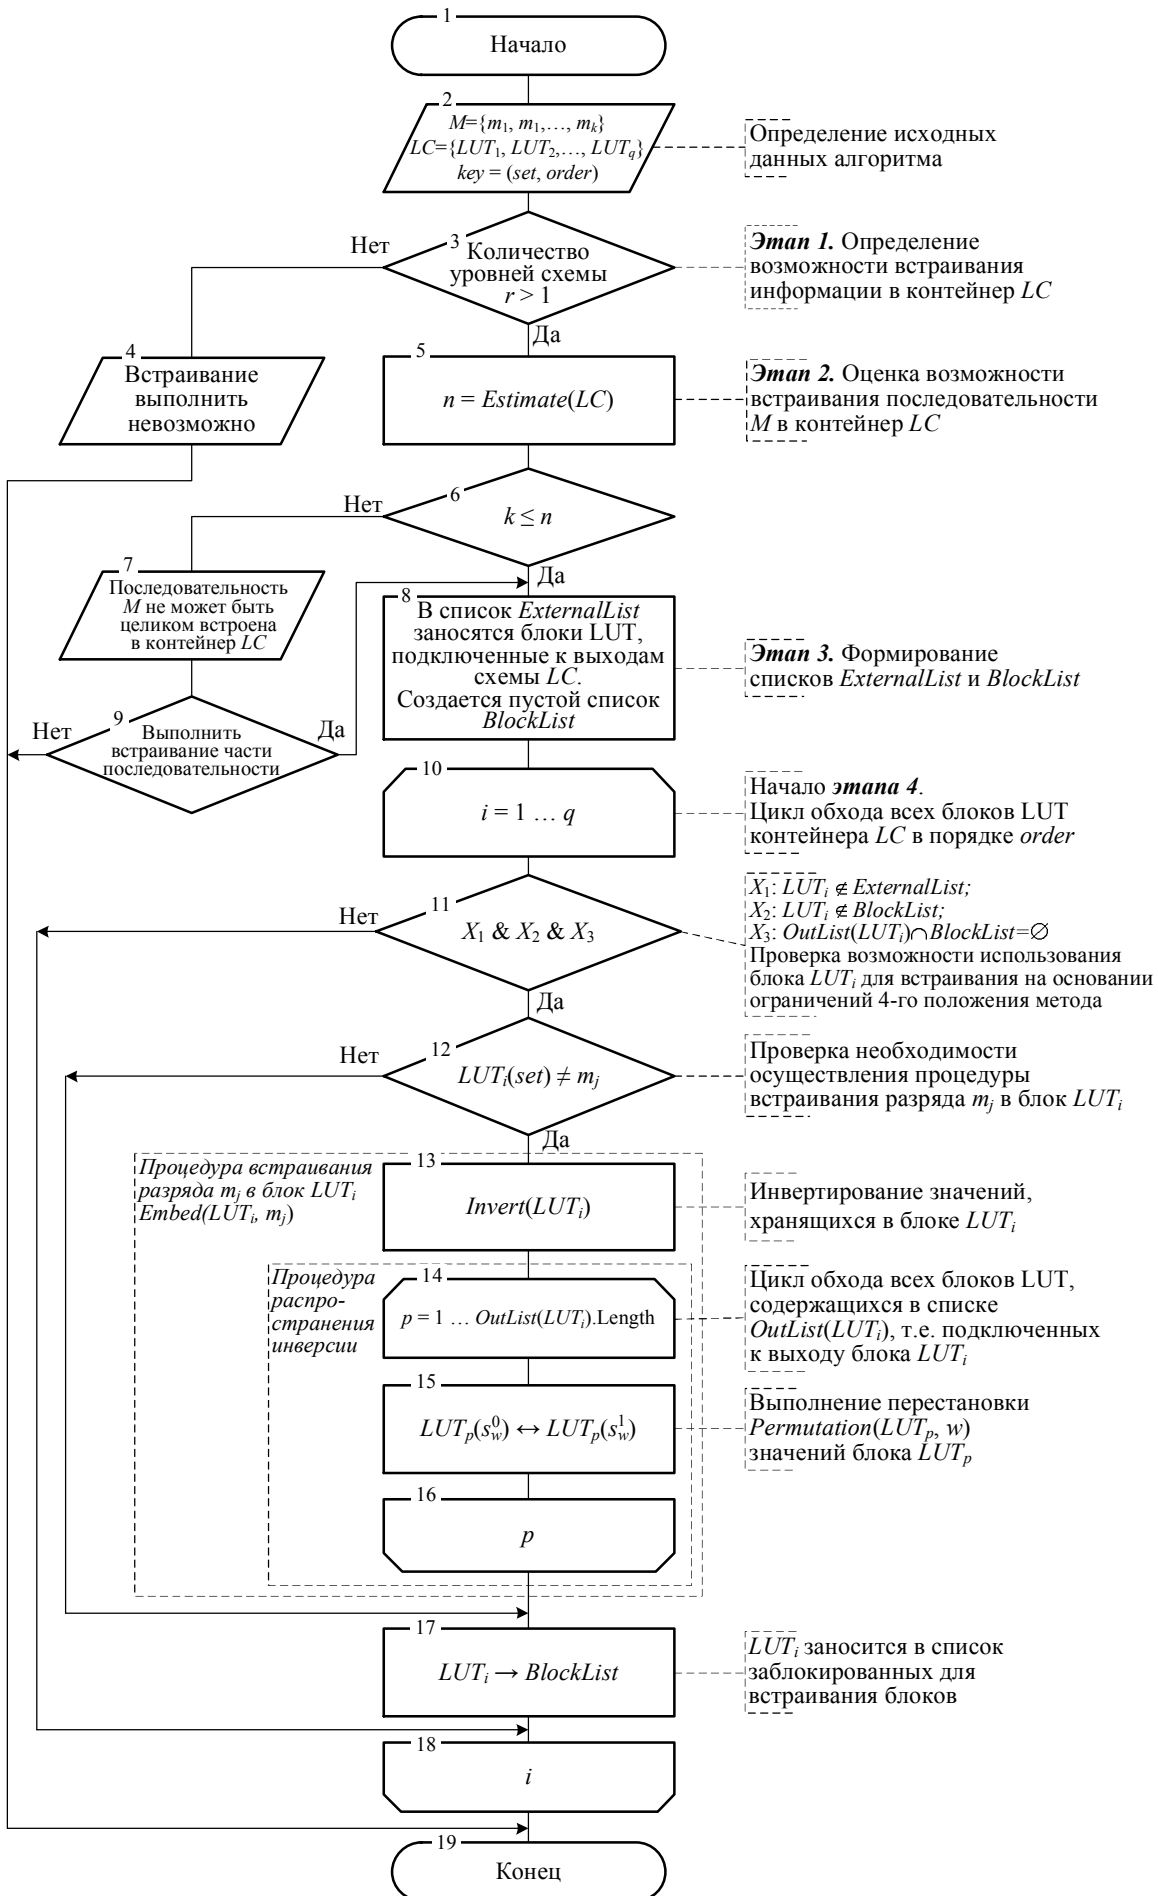 1
Начало
2
M={m₁, m₁,…, mₖ}
LC={LUT₁, LUT₂,…, LUT_q}
key = (set, order)
Определение исходных
данных алгоритма
Нет
3
Количество
уровней схемы
r > 1
Этап 1. Определение
возможности встраивания
информации в контейнер LC
Да
4
Встраивание
выполнить
невозможно
5
n = Estimate(LC)
Этап 2. Оценка возможности
встраивания последовательности
M в контейнер LC
Нет
6
k ≤ n
Да
7
Последовательность
M не может быть
целиком встроена
в контейнер LC
8
В список ExternalList
заносятся блоки LUT,
подключенные к выходам
схемы LC.
Создается пустой список
BlockList
Этап 3. Формирование
списков ExternalList и BlockList
Нет
9
Выполнить
встраивание части
последовательности
Да
10
i = 1 … q
Начало этапа 4.
Цикл обхода всех блоков LUT
контейнера LC в порядке order
Нет
11
X₁ & X₂ & X₃
X₁: LUTᵢ ∉ ExternalList;
X₂: LUTᵢ ∉ BlockList;
X₃: OutList(LUTᵢ)∩BlockList=∅
Проверка возможности использования
блока LUTᵢ для встраивания на основании
ограничений 4-го положения метода
Да
Нет
12
LUTᵢ(set) ≠ mⱼ
Проверка необходимости
осуществления процедуры
встраивания разряда mⱼ в блок LUTᵢ
Да
Процедура встраивания
разряда mⱼ в блок LUTᵢ
Embed(LUTᵢ, mⱼ)
13
Invert(LUTᵢ)
Инвертирование значений,
хранящихся в блоке LUTᵢ
Процедура
распро-
странения
инверсии
14
p = 1 … OutList(LUTᵢ).Length
Цикл обхода всех блоков LUT,
содержащихся в списке
OutList(LUTᵢ), т.е. подключенных
к выходу блока LUTᵢ
15
LUTₚ(s_w⁰) ↔ LUTₚ(s_w¹)
Выполнение перестановки
Permutation(LUTₚ, w)
значений блока LUTₚ
16
p
17
LUTᵢ → BlockList
LUTᵢ заносится в список
заблокированных для
встраивания блоков
18
i
19
Конец